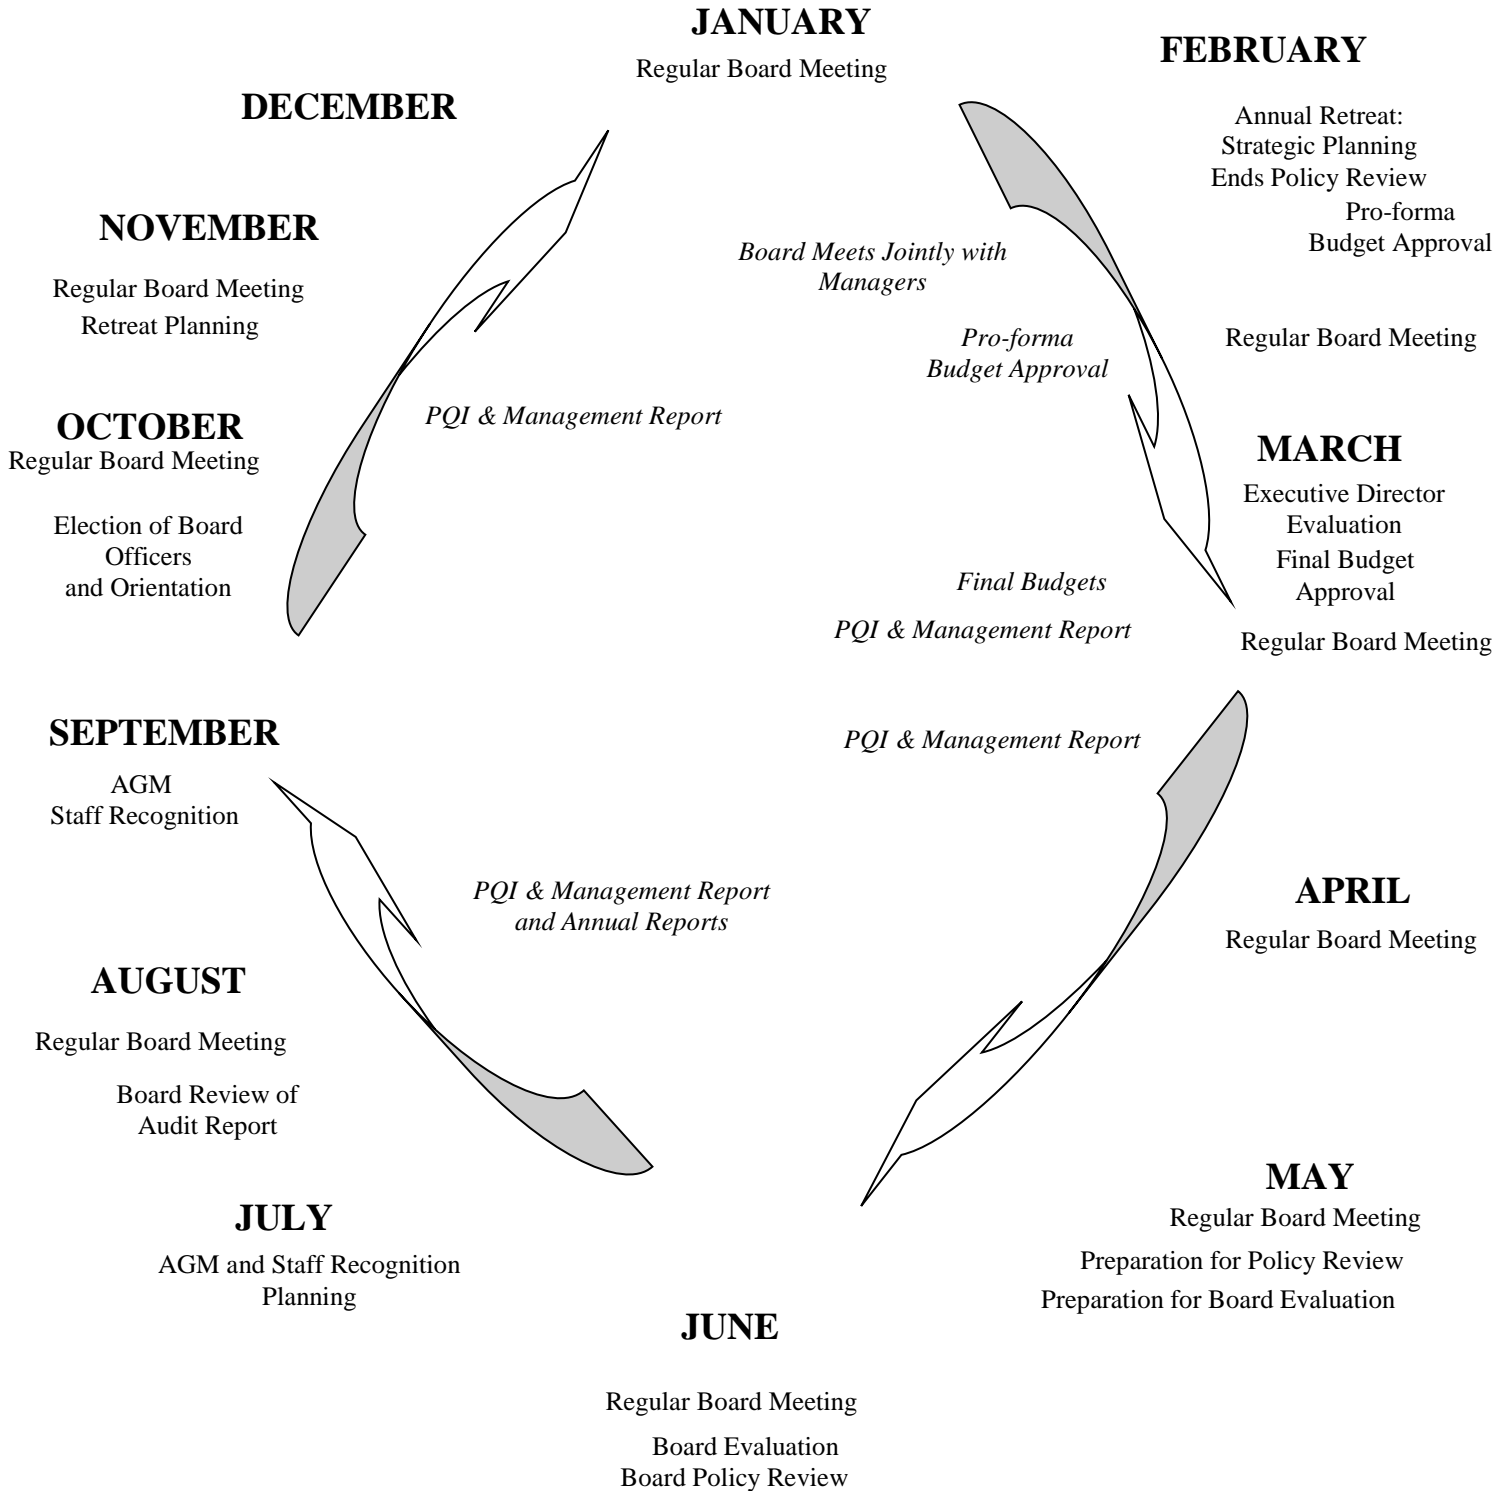 JANUARY
Regular Board Meeting
FEBRUARY
Annual Retreat:
Strategic Planning
Ends Policy Review
Pro-forma
Budget Approval
Regular Board Meeting
Board Meets Jointly with
Managers
Pro-forma
Budget Approval
MARCH
Executive Director
Evaluation
Final Budget
Approval
Regular Board Meeting
Final Budgets
PQI & Management Report
PQI & Management Report
APRIL
Regular Board Meeting
MAY
Regular Board Meeting
Preparation for Policy Review
Preparation for Board Evaluation
JUNE
Regular Board Meeting
Board Evaluation
Board Policy Review
JULY
AGM and Staff Recognition
Planning
AUGUST
Regular Board Meeting
Board Review of
Audit Report
PQI & Management Report
and Annual Reports
SEPTEMBER
AGM
Staff Recognition
OCTOBER
Regular Board Meeting
Election of Board
Officers
and Orientation
PQI & Management Report
NOVEMBER
Regular Board Meeting
Retreat Planning
DECEMBER